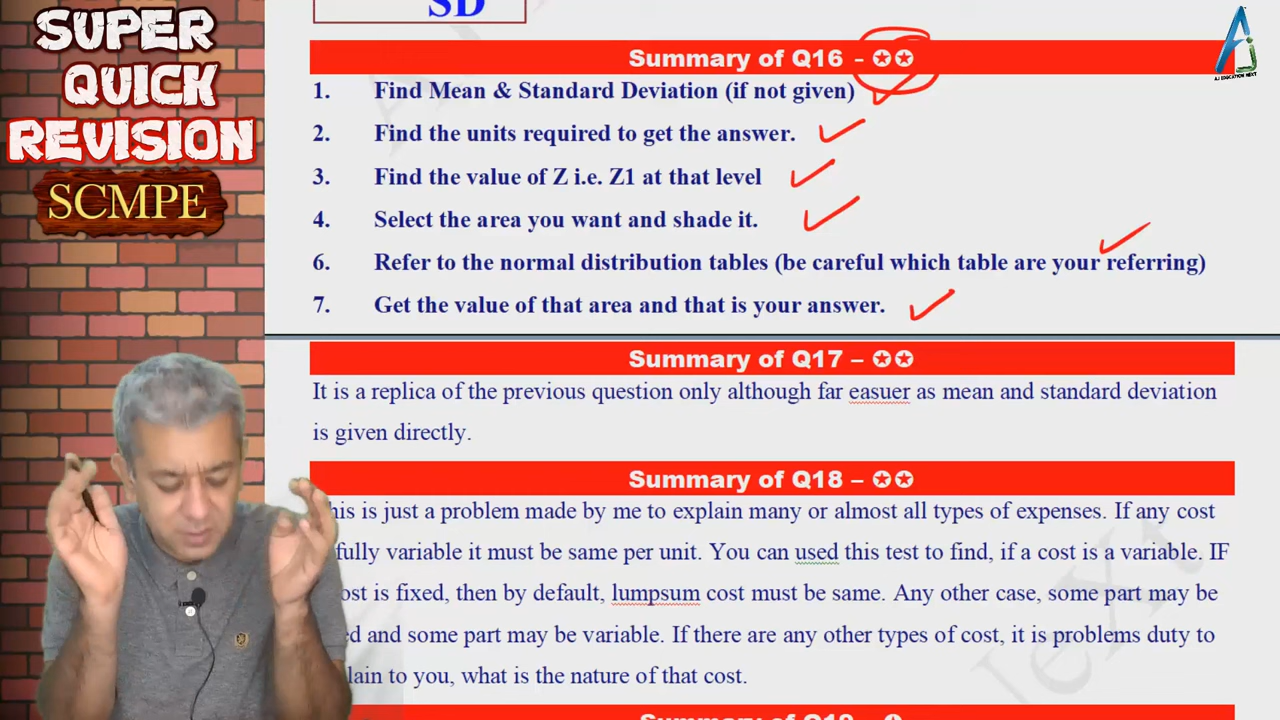 SUPER
QUICK
REVISION
SCMPE
SD
AJ EDUCATION NEXT
Summary of Q16 - ✪✪
1. Find Mean & Standard Deviation (if not given)
2. Find the units required to get the answer.
3. Find the value of Z i.e. Z1 at that level
4. Select the area you want and shade it.
6. Refer to the normal distribution tables (be careful which table are your referring)
7. Get the value of that area and that is your answer.
Summary of Q17 – ✪✪
It is a replica of the previous question only although far easuer as mean and standard deviation
is given directly.
Summary of Q18 – ✪✪
his is just a problem made by me to explain many or almost all types of expenses. If any cost
fully variable it must be same per unit. You can used this test to find, if a cost is a variable. IF
ost is fixed, then by default, lumpsum cost must be same. Any other case, some part may be
ed and some part may be variable. If there are any other types of cost, it is problems duty to
lain to you, what is the nature of that cost.
Summary of Q19 – ✪